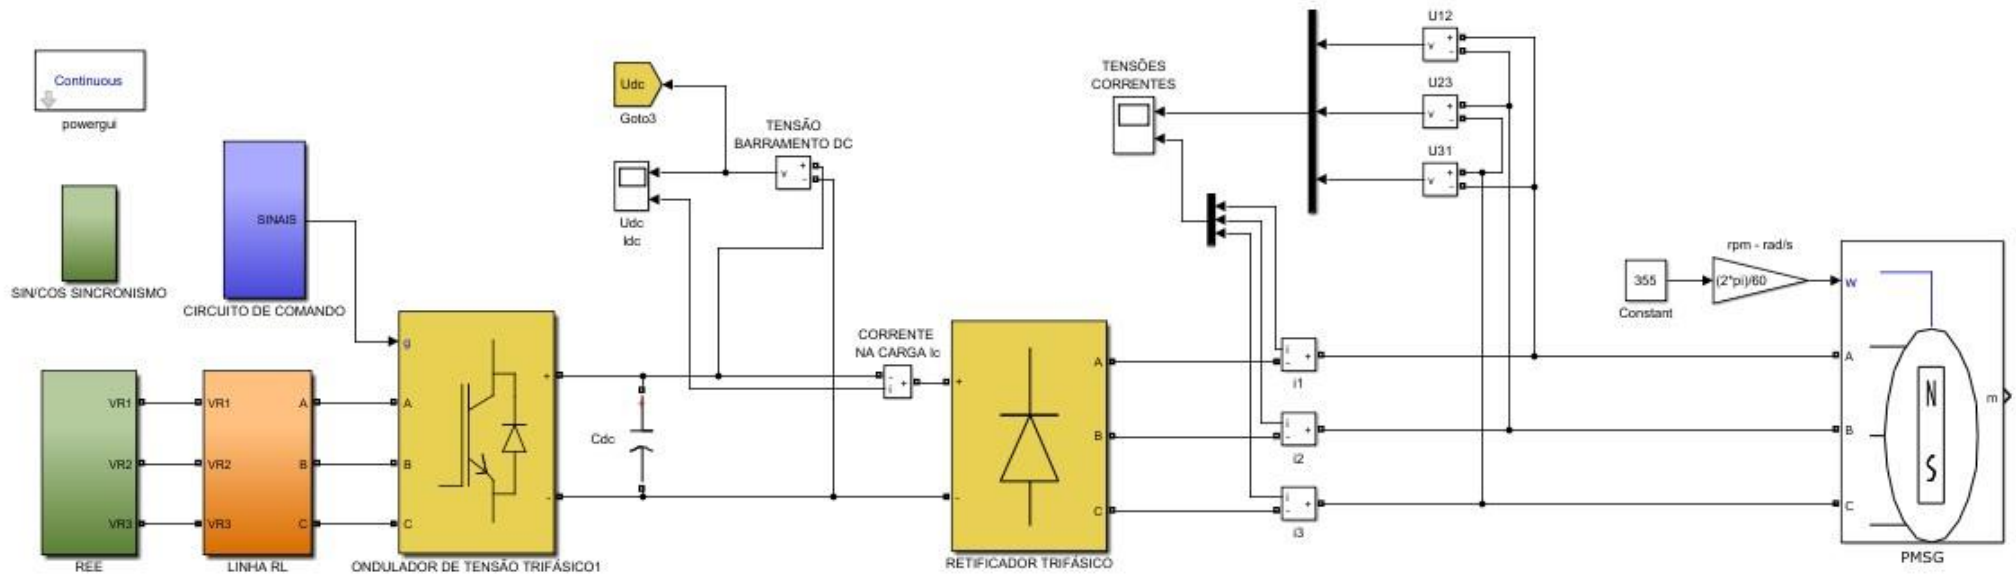 Continuous
powergui
SIN/COS SINCRONISMO
SINAIS
CIRCUITO DE COMANDO
VR1
VR2
VR3
REE
VR1
VR2
VR3
A
B
C
LINHA RL
g
A
B
C
+
-
ONDULADOR DE TENSÃO TRIFÁSICO1
Cdc
Udc
Goto3
Udc
Idc
TENSÃO
BARRAMENTO DC
v
+
-
CORRENTE
NA CARGA Ic
-
i
+
+
-
A
B
C
RETIFICADOR TRIFÁSICO
TENSÕES
CORRENTES
i
-
+
i1
i
-
+
i2
i
-
+
i3
U12
v
+
-
U23
v
+
-
U31
v
+
-
355
Constant
rpm - rad/s
(2*pi)/60
w
A
B
C
N
S
m
PMSG